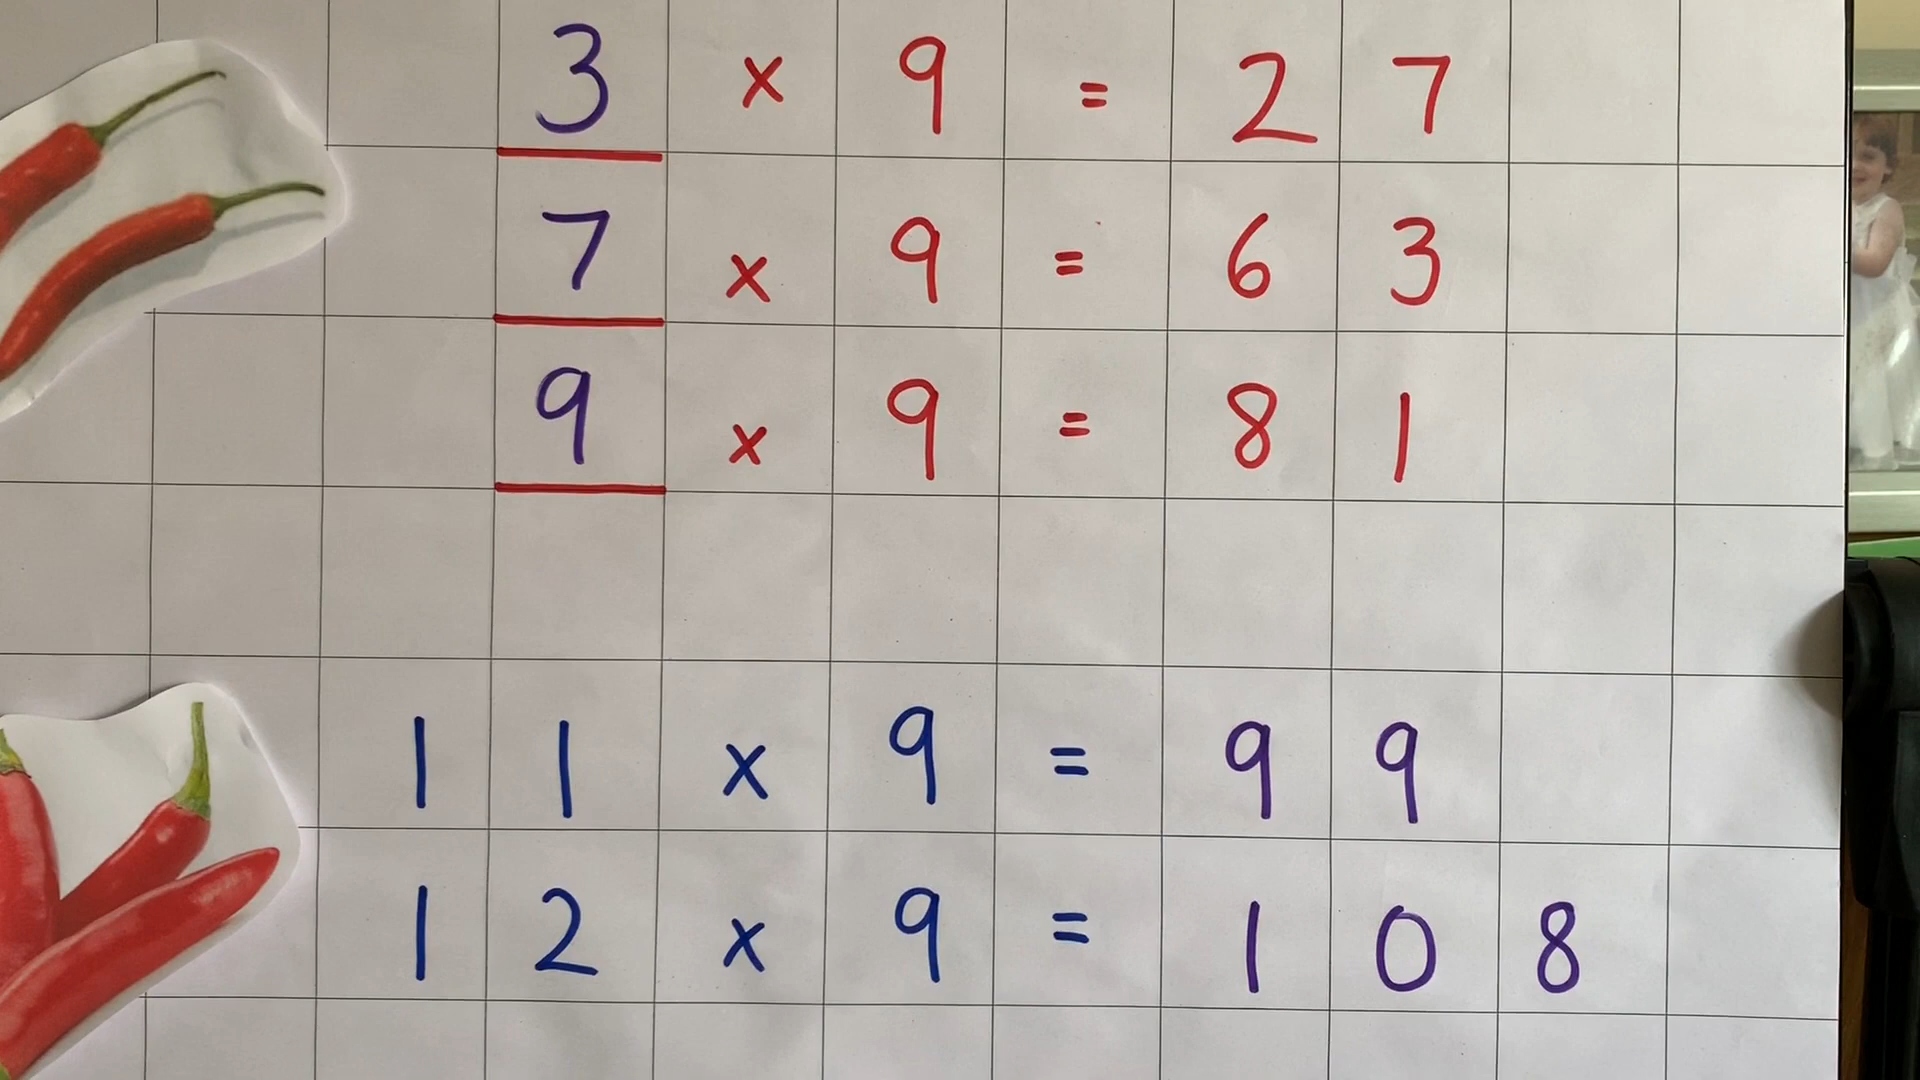 3 x 9 = 27
7 x 9 = 63
9 x 9 = 81
11 x 9 = 99
12 x 9 = 108